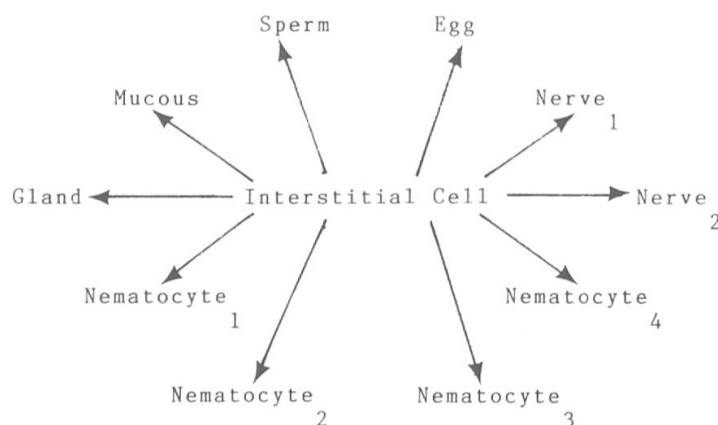 Sperm Egg
Mucous Nerve 1
Gland Interstitial Cell Nerve 2
Nematocyte 1 Nematocyte 4
Nematocyte 2 Nematocyte 3